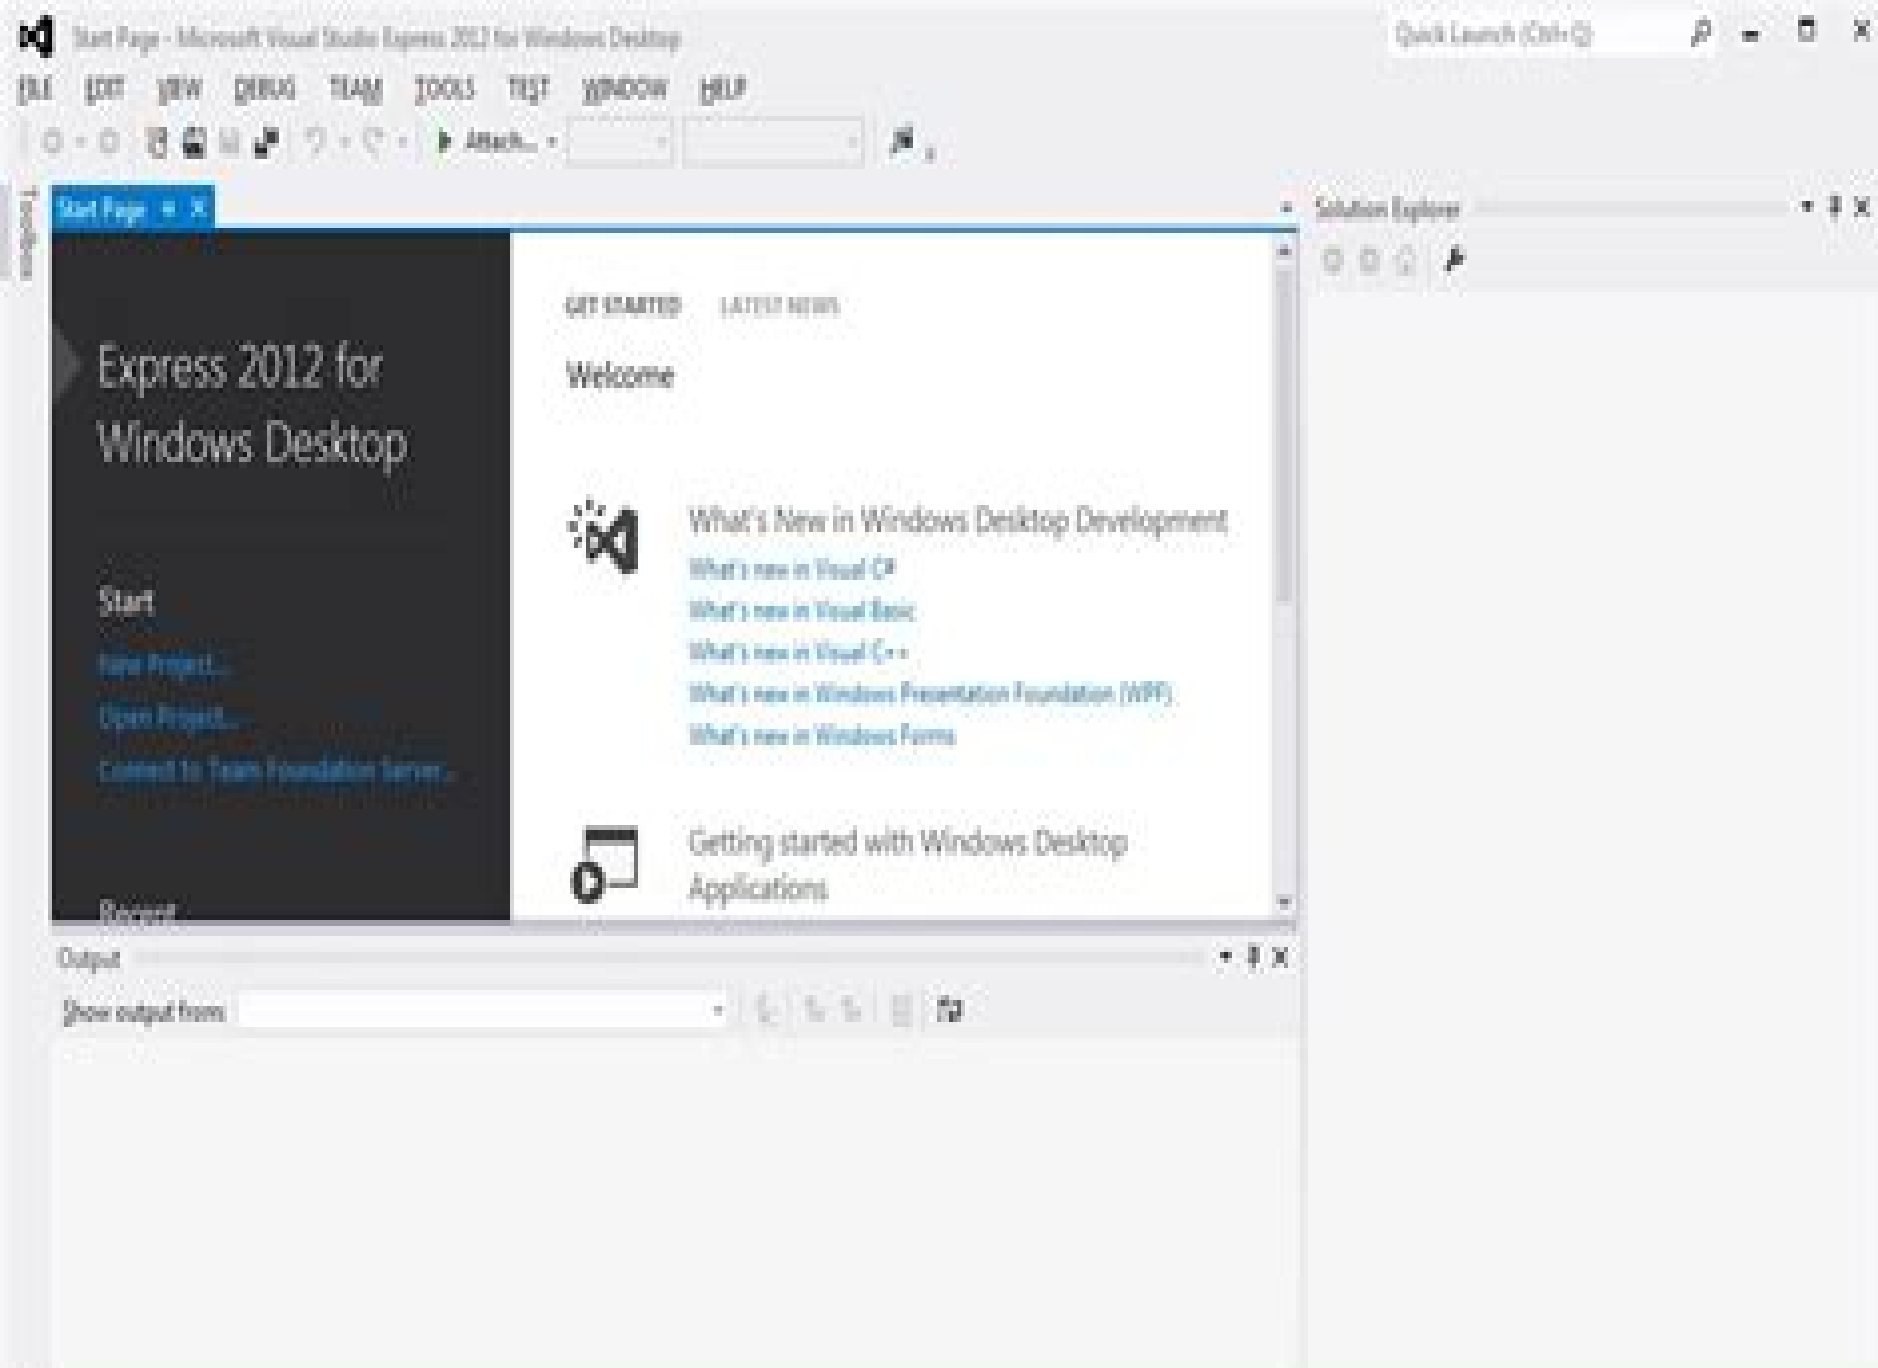 Start Page - Microsoft Visual Studio Express 2012 for Windows Desktop
Quick Launch (Ctrl+Q)
FILE EDIT VIEW DEBUG TEAM TOOLS TEST WINDOW HELP
Attach...
Toolbox
Start Page
Solution Explorer
Express 2012 for
Windows Desktop
Start
New Project...
Open Project...
Connect to Team Foundation Server...
Recent
GET STARTED LATEST NEWS
Welcome
What's New in Windows Desktop Development
What's new in Visual C#
What's new in Visual Basic
What's new in Visual C++
What's new in Windows Presentation Foundation (WPF)
What's new in Windows Forms
Getting started with Windows Desktop
Applications
Output
Show output from: